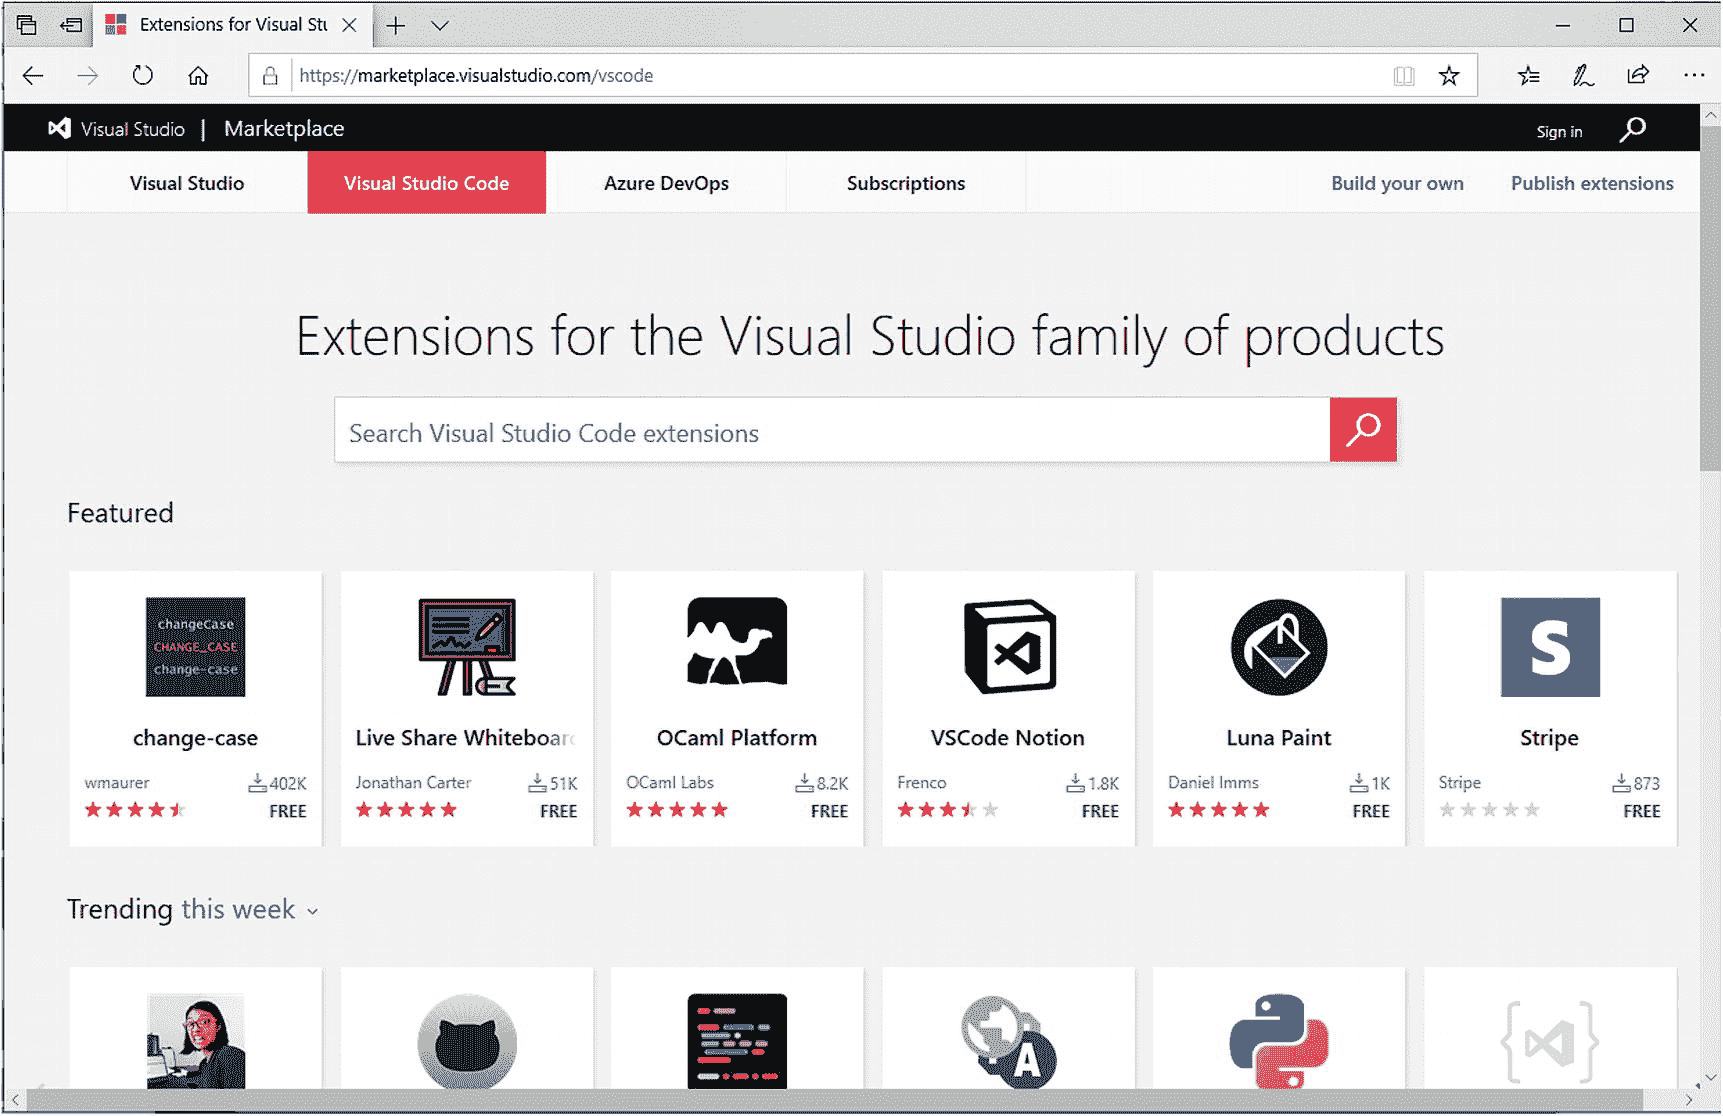 Extensions for Visual Stu
https://marketplace.visualstudio.com/vscode
Visual Studio | Marketplace
Sign in
Visual Studio
Visual Studio Code
Azure DevOps
Subscriptions
Build your own
Publish extensions
Extensions for the Visual Studio family of products
Search Visual Studio Code extensions
Featured
changeCase
CHANGE_CASE
change-case
S
change-case
Live Share Whiteboard
OCaml Platform
VSCode Notion
Luna Paint
Stripe
wmaurer 402K
Jonathan Carter 51K
OCaml Labs 8.2K
Frenco 1.8K
Daniel Imms 1K
Stripe 873
FREE
FREE
FREE
FREE
FREE
FREE
Trending this week
A